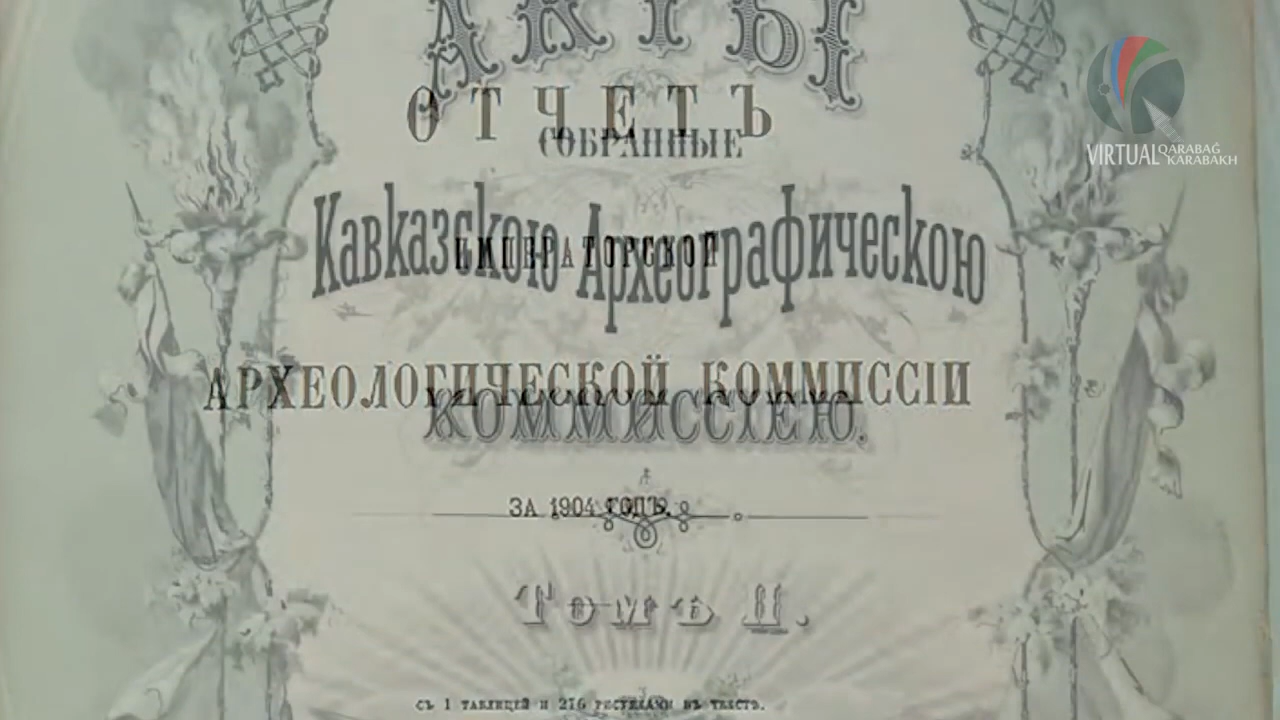 АКТЫ
ОТЧЕТЪ
СОБРАННЫЕ
Кавказскою Археографическою
ИМПЕРАТОРСКОЙ
АРХЕОЛОГИЧЕСКОЙ КОММИССІИ
КОММИССІЕЮ.
ЗА 1904 ГОДЪ.
Томъ II.
СЪ 1 ТАБЛИЦЕЙ И 276 РИСУНКАМИ ВЪ ТЕКСТѢ.
VIRTUAL QARABAĞ
KARABAKH